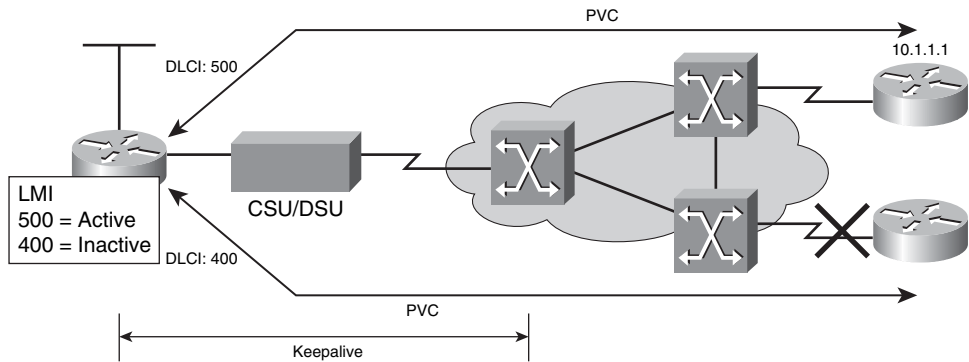 PVC
10.1.1.1
DLCI: 500
CSU/DSU
LMI
500 = Active
400 = Inactive
DLCI: 400
PVC
Keepalive